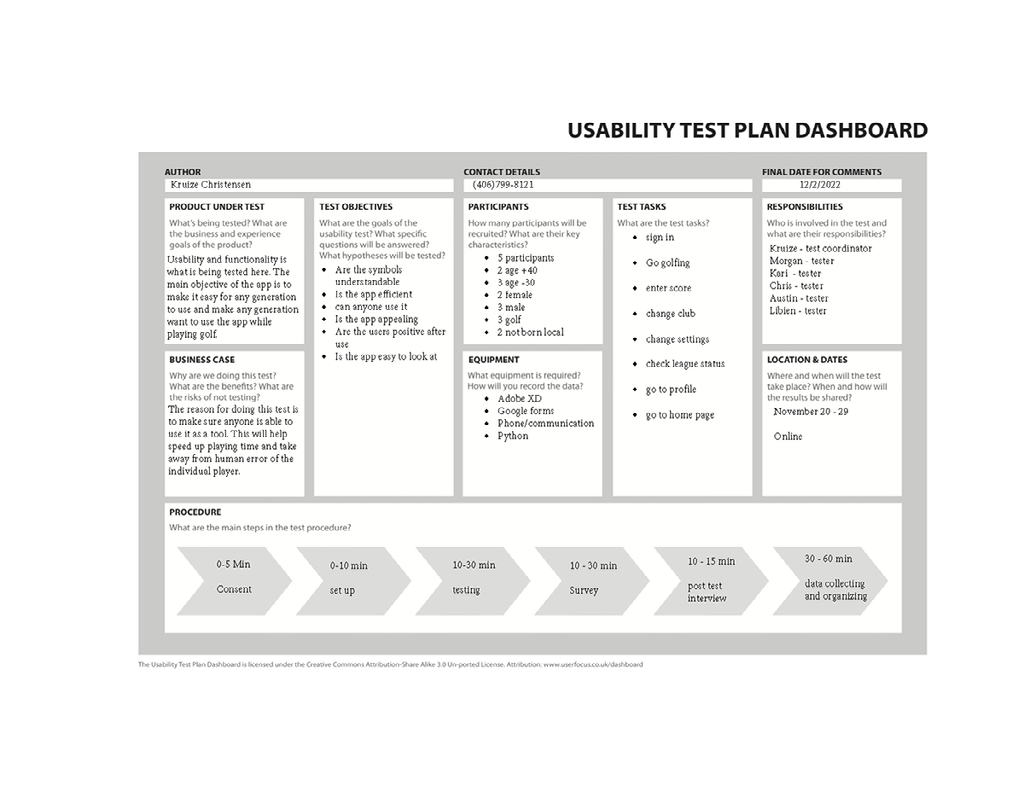 USABILITY TEST PLAN DASHBOARD
AUTHOR
Kruize Christensen
CONTACT DETAILS
(406)799-8121
FINAL DATE FOR COMMENTS
12/2/2022
PRODUCT UNDER TEST
What's being tested? What are
the business and experience
goals of the product?
Usability and functionality is
what is being tested here. The
main objective of the app is to
make it easy for any generation
to use and make any generation
want to use the app while
playing golf.
BUSINESS CASE
Why are we doing this test?
What are the benefits? What are
the risks of not testing?
The reason for doing this test is
to make sure anyone is able to
use it as a tool. This will help
speed up playing time and take
away from human error of the
individual player.
TEST OBJECTIVES
What are the goals of the
usability test? What specific
questions will be answered?
What hypotheses will be tested?
• Are the symbols
understandable
• Is the app efficient
• can anyone use it
• Is the app appealing
• Are the users positive after
use
• Is the app easy to look at
PARTICIPANTS
How many participants will be
recruited? What are their key
characteristics?
• 5 participants
• 2 age +40
• 3 age -30
• 2 female
• 3 male
• 3 golf
• 2 not born local
EQUIPMENT
What equipment is required?
How will you record the data?
• Adobe XD
• Google forms
• Phone/communication
• Python
TEST TASKS
What are the test tasks?
• sign in
• Go golfing
• enter score
• change club
• change settings
• check league status
• go to profile
• go to home page
RESPONSIBILITIES
Who is involved in the test and
what are their responsibilities?
Kruize - test coordinator
Morgan - tester
Kori - tester
Chris - tester
Austin - tester
Libien - tester
LOCATION & DATES
Where and when will the test
take place? When and how will
the results be shared?
November 20 - 29
Online
PROCEDURE
What are the main steps in the test procedure?
0-5 Min
Consent
0-10 min
set up
10-30 min
testing
10 - 30 min
Survey
10 - 15 min
post test
interview
30 - 60 min
data collecting
and organizing
The Usability Test Plan Dashboard is licensed under the Creative Commons Attribution-Share Alike 3.0 Un-ported License. Attribution: www.userfocus.co.uk/dashboard